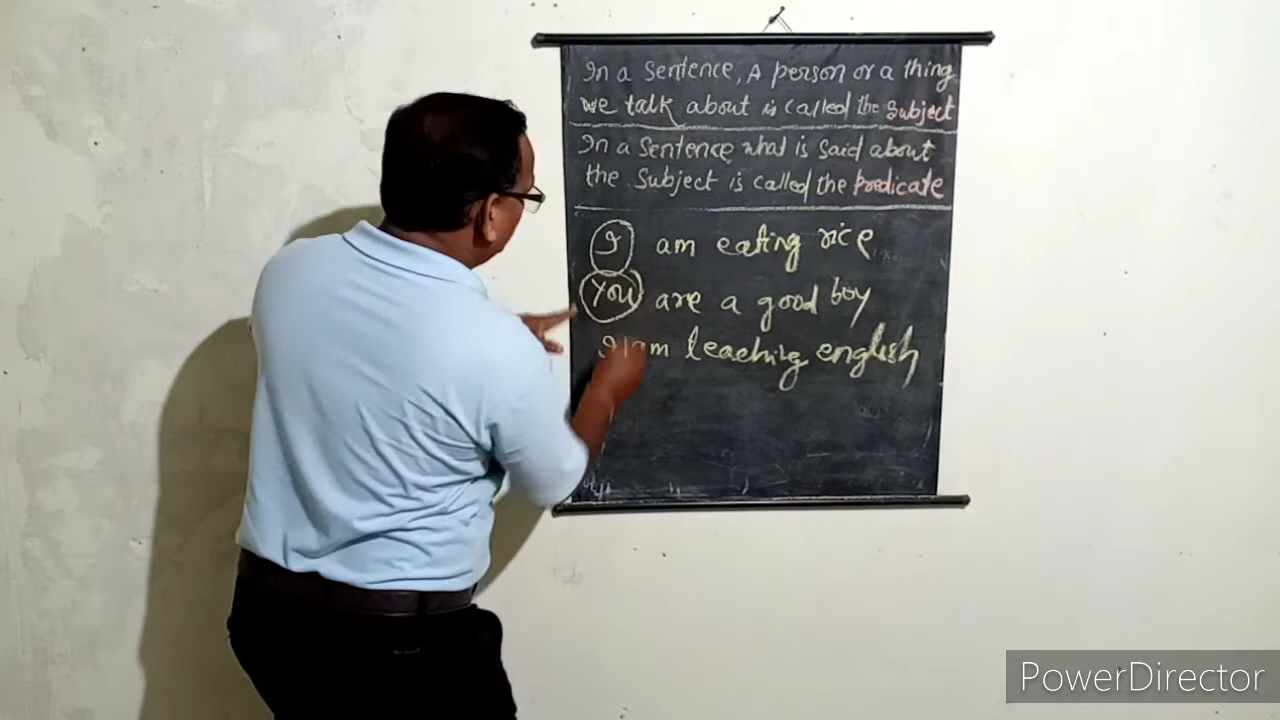 In a Sentence, A person or a thing
we talk about is called the Subject
In a Sentence what is said about
the Subject is called the Predicate
I am eating rice
You are a good boy
I am teaching english
PowerDirector